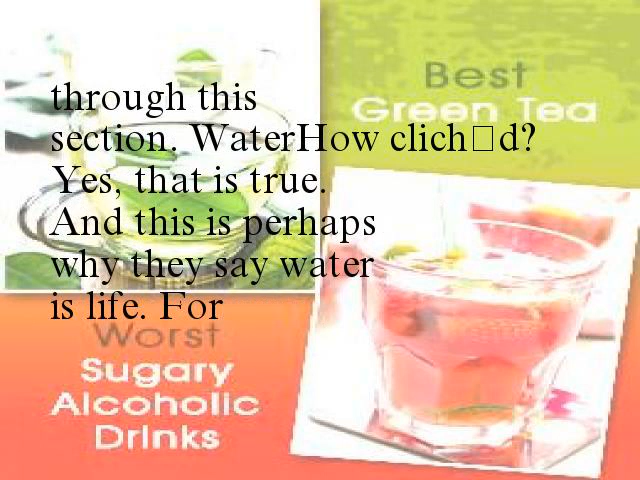 Best
Green Tea
through this
section. WaterHow clich□d?
Yes, that is true.
And this is perhaps
why they say water
is life. For
Worst
Sugary
Alcoholic
Drinks